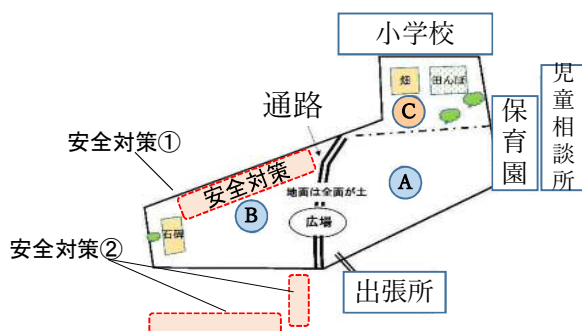 小学校
畑
田んぼ
C
保育園
児童相談所
通路
安全対策①
安全対策
地面は全面が土
A
B
広場
石碑
安全対策②
出張所